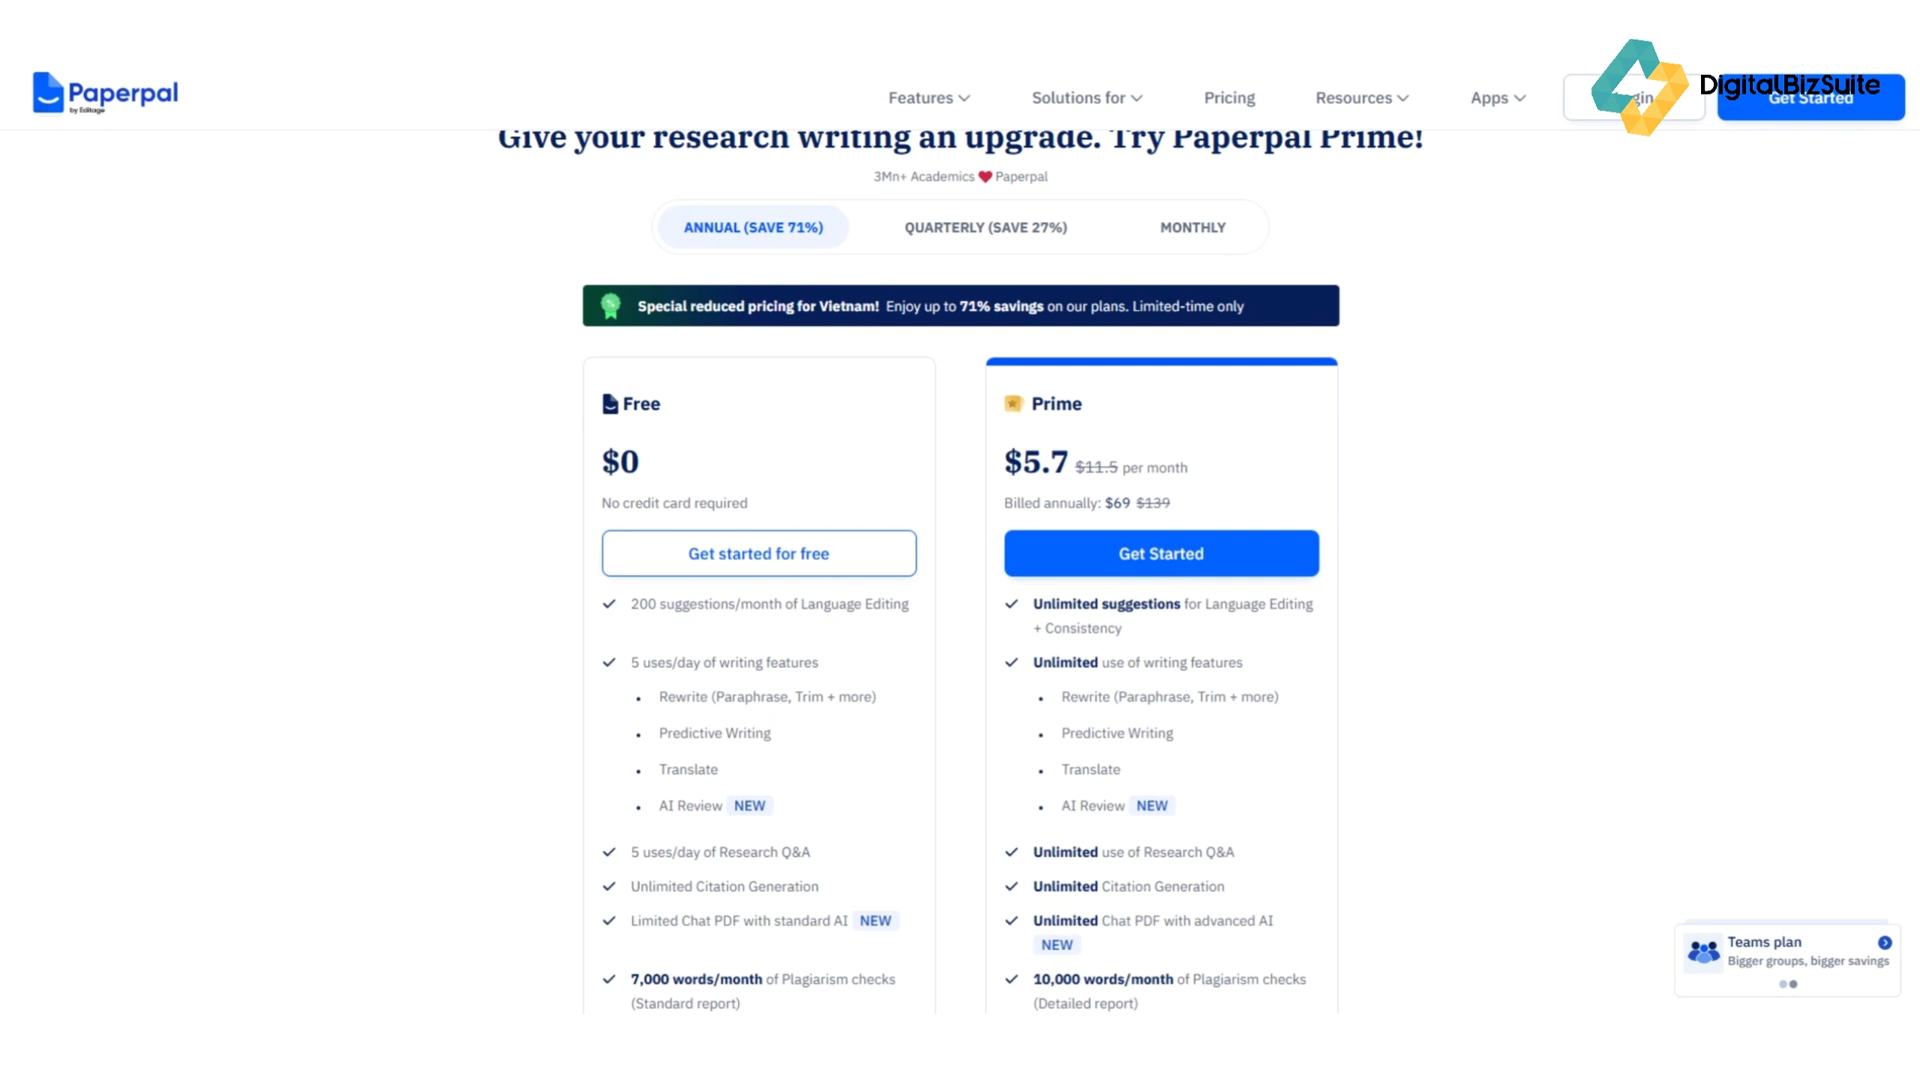 Paperpal
by Editage
Features
Solutions for
Pricing
Resources
Apps
DigitalBizSuite
Get Started
Give your research writing an upgrade. Try Paperpal Prime!
3Mn+ Academics Paperpal
ANNUAL (SAVE 71%)
QUARTERLY (SAVE 27%)
MONTHLY
Special reduced pricing for Vietnam! Enjoy up to 71% savings on our plans. Limited-time only
Free
$0
No credit card required
Get started for free
200 suggestions/month of Language Editing
5 uses/day of writing features
Rewrite (Paraphrase, Trim + more)
Predictive Writing
Translate
AI Review NEW
5 uses/day of Research Q&A
Unlimited Citation Generation
Limited Chat PDF with standard AI NEW
7,000 words/month of Plagiarism checks
(Standard report)
Prime
$5.7 $11.5 per month
Billed annually: $69 $139
Get Started
Unlimited suggestions for Language Editing
+ Consistency
Unlimited use of writing features
Rewrite (Paraphrase, Trim + more)
Predictive Writing
Translate
AI Review NEW
Unlimited use of Research Q&A
Unlimited Citation Generation
Unlimited Chat PDF with advanced AI
NEW
10,000 words/month of Plagiarism checks
(Detailed report)
Teams plan
Bigger groups, bigger savings